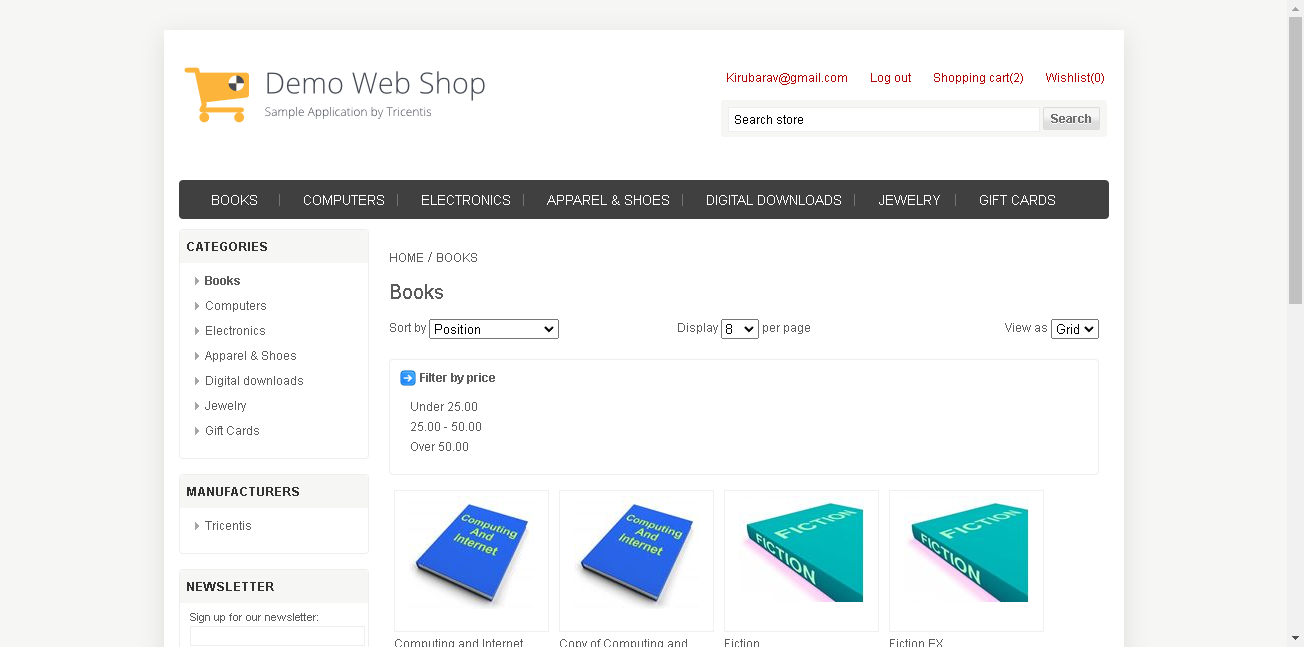 Demo Web Shop
Sample Application by Tricentis
Kirubarav@gmail.com Log out Shopping cart(2) Wishlist(0)
Search store Search
BOOKS COMPUTERS ELECTRONICS APPAREL & SHOES DIGITAL DOWNLOADS JEWELRY GIFT CARDS
CATEGORIES
Books
Computers
Electronics
Apparel & Shoes
Digital downloads
Jewelry
Gift Cards
MANUFACTURERS
Tricentis
NEWSLETTER
Sign up for our newsletter:
HOME / BOOKS
Books
Sort by Position Display 8 per page View as Grid
Filter by price
Under 25.00
25.00 - 50.00
Over 50.00
Computing
And
Internet
Computing
And
Internet
FICTION
FICTION
FICTION
FICTION
Computing and Internet Copy of Computing and Fiction Fiction EX